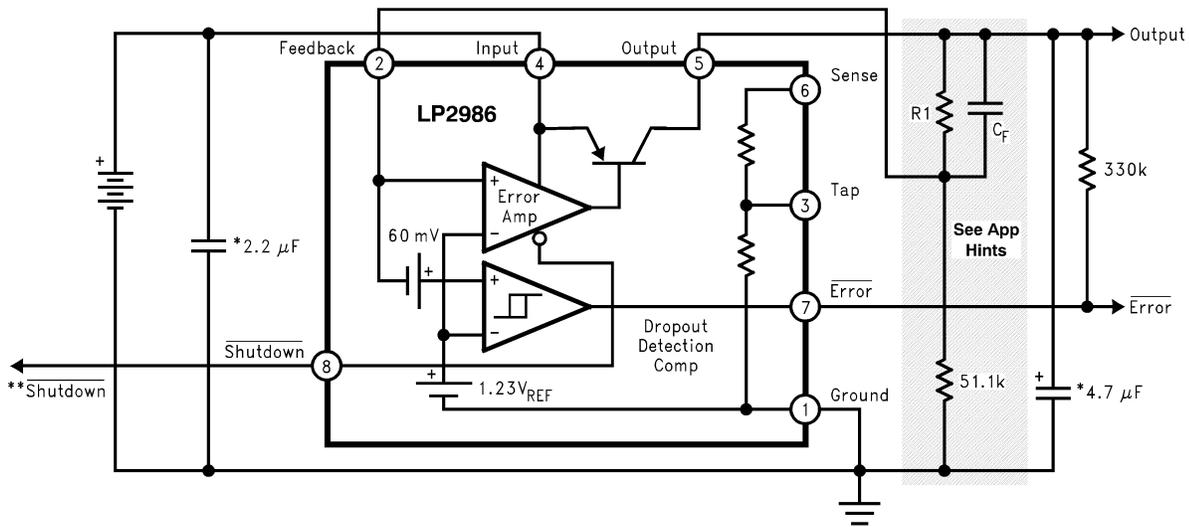 Feedback
2
Input
4
Output
5
Output
Sense
6
LP2986
R1
CF
+
330k
+
Error
Amp
−
Tap
3
60 mV
*2.2 µF
See App
Hints
+
+
−
7
Error
Error
Dropout
Detection
Comp
Shutdown
8
**Shutdown
+
1.23VREF
Ground
1
51.1k
+
*4.7 µF